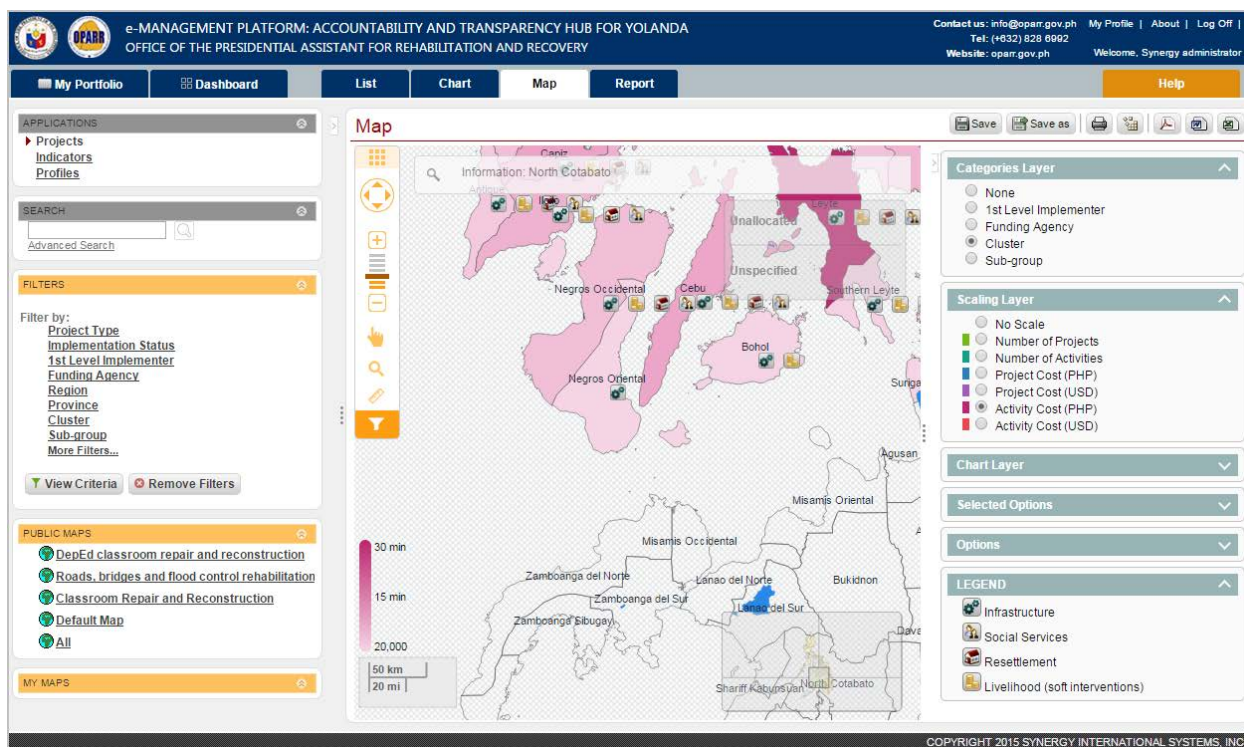 e-MANAGEMENT PLATFORM: ACCOUNTABILITY AND TRANSPARENCY HUB FOR YOLANDA
OFFICE OF THE PRESIDENTIAL ASSISTANT FOR REHABILITATION AND RECOVERY
OPARR
Contact us: info@oparr.gov.ph My Profile | About | Log Off |
Tel: (+632) 828 6992
Website: oparr.gov.ph Welcome, Synergy administrator
My Portfolio Dashboard List Chart Map Report Help
APPLICATIONS
Projects
Indicators
Profiles
SEARCH
Advanced Search
FILTERS
Filter by:
Project Type
Implementation Status
1st Level Implementer
Funding Agency
Region
Province
Cluster
Sub-group
More Filters...
View Criteria Remove Filters
PUBLIC MAPS
DepEd classroom repair and reconstruction
Roads, bridges and flood control rehabilitation
Classroom Repair and Reconstruction
Default Map
All
MY MAPS
Map
Save Save as
Capiz
Information: North Cotabato
Antique
Iloilo
Leyte
Unallocated
Unspecified
Negros Occidental
Cebu
Southern Leyte
Bohol
Negros Oriental
Suriga
Agusan
Misamis Oriental
Misamis Occidental
Zamboanga del Norte
Lanao del Norte
Bukidnon
Zamboanga del Sur
Lanao del Sur
Zamboanga Sibugay
Dava
Shariff Kabunsuan
North Cotabato
30 min
15 min
20,000
50 km
20 mi
Categories Layer
None
1st Level Implementer
Funding Agency
Cluster
Sub-group
Scaling Layer
No Scale
Number of Projects
Number of Activities
Project Cost (PHP)
Project Cost (USD)
Activity Cost (PHP)
Activity Cost (USD)
Chart Layer
Selected Options
Options
LEGEND
Infrastructure
Social Services
Resettlement
Livelihood (soft interventions)
COPYRIGHT 2015 SYNERGY INTERNATIONAL SYSTEMS, INC